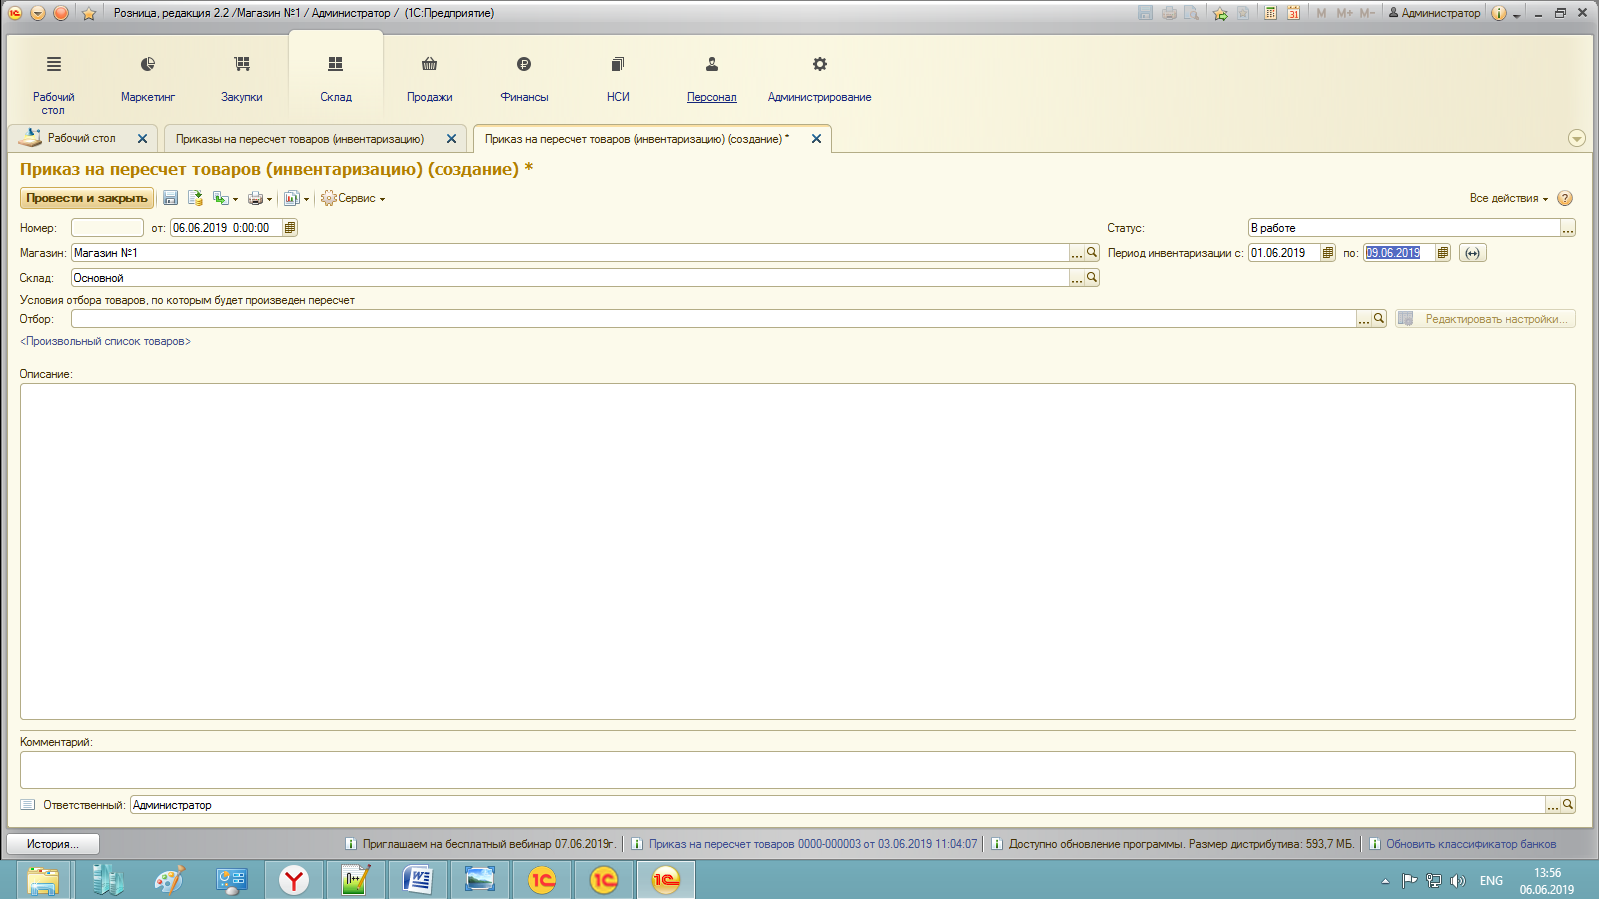 Розница, редакция 2.2 /Магазин №1 / Администратор / (1С:Предприятие)
M M+ M- Администратор
Рабочий стол
Маркетинг
Закупки
Склад
Продажи
Финансы
НСИ
Персонал
Администрирование
Рабочий стол
Приказы на пересчет товаров (инвентаризацию)
Приказ на пересчет товаров (инвентаризацию) (создание) *
Приказ на пересчет товаров (инвентаризацию) (создание) *
Провести и закрыть
Сервис
Все действия
Номер: от: 06.06.2019 0:00:00
Статус: В работе
Магазин: Магазин №1
Период инвентаризации с: 01.06.2019 по: 09.06.2019
Склад: Основной
Условия отбора товаров, по которым будет произведен пересчет
Отбор:
Редактировать настройки...
<Произвольный список товаров>
Описание:
Комментарий:
Ответственный: Администратор
История...
Приглашаем на бесплатный вебинар 07.06.2019г.
Приказ на пересчет товаров 0000-000003 от 03.06.2019 11:04:07
Доступно обновление программы. Размер дистрибутива: 593,7 МБ.
Обновить классификатор банков
ENG
13:56
06.06.2019